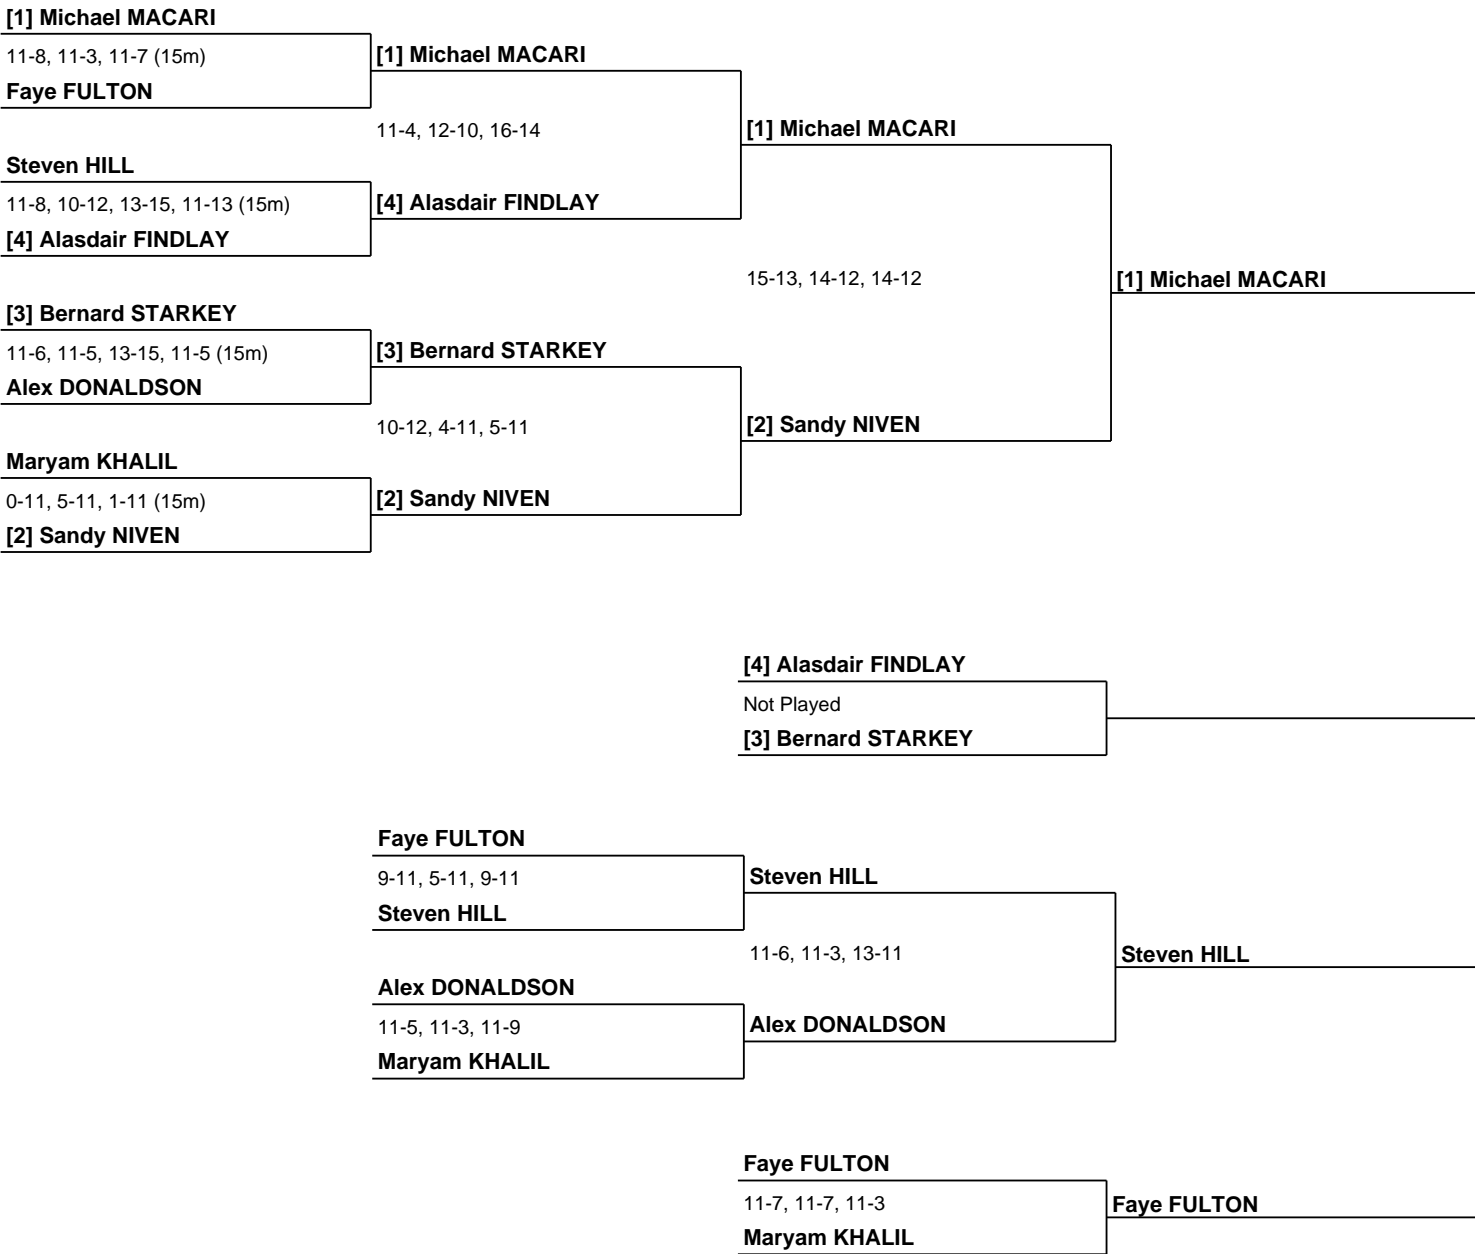 [1] Michael MACARI
11-8, 11-3, 11-7 (15m)
[1] Michael MACARI
Faye FULTON
11-4, 12-10, 16-14
[1] Michael MACARI
Steven HILL
11-8, 10-12, 13-15, 11-13 (15m)
[4] Alasdair FINDLAY
[4] Alasdair FINDLAY
15-13, 14-12, 14-12
[1] Michael MACARI
[3] Bernard STARKEY
11-6, 11-5, 13-15, 11-5 (15m)
[3] Bernard STARKEY
Alex DONALDSON
10-12, 4-11, 5-11
[2] Sandy NIVEN
Maryam KHALIL
0-11, 5-11, 1-11 (15m)
[2] Sandy NIVEN
[2] Sandy NIVEN
[4] Alasdair FINDLAY
Not Played
[3] Bernard STARKEY
Faye FULTON
9-11, 5-11, 9-11
Steven HILL
Steven HILL
11-6, 11-3, 13-11
Steven HILL
Alex DONALDSON
11-5, 11-3, 11-9
Alex DONALDSON
Maryam KHALIL
Faye FULTON
11-7, 11-7, 11-3
Faye FULTON
Maryam KHALIL